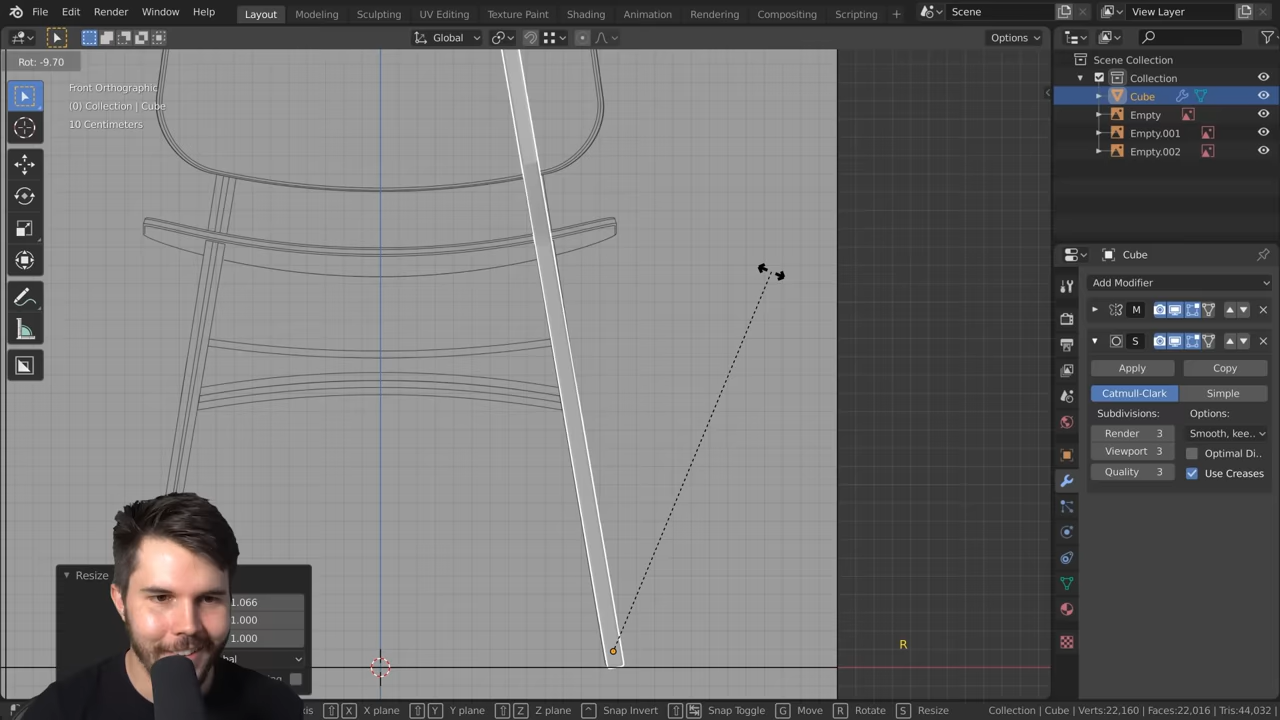 File Edit Render Window Help Layout Modeling Sculpting UV Editing Texture Paint Shading Animation Rendering Compositing Scripting + Scene View Layer
Global Options
Rot: -9.70
Front Orthographic
(0) Collection | Cube
10 Centimeters
Scene Collection
Collection
Cube
Empty
Empty.001
Empty.002
Cube
Add Modifier
M
S
Apply Copy
Catmull-Clark Simple
Subdivisions: Options:
Render 3 Smooth, kee..
Viewport 3 Optimal Di..
Quality 3 Use Creases
Resize
1.066
1.000
1.000
R
X plane Y Y plane Z Z plane ^ Snap Invert Snap Toggle G Move R Rotate S Resize Collection | Cube | Verts:22,160 | Faces:22,016 | Tris:44,032